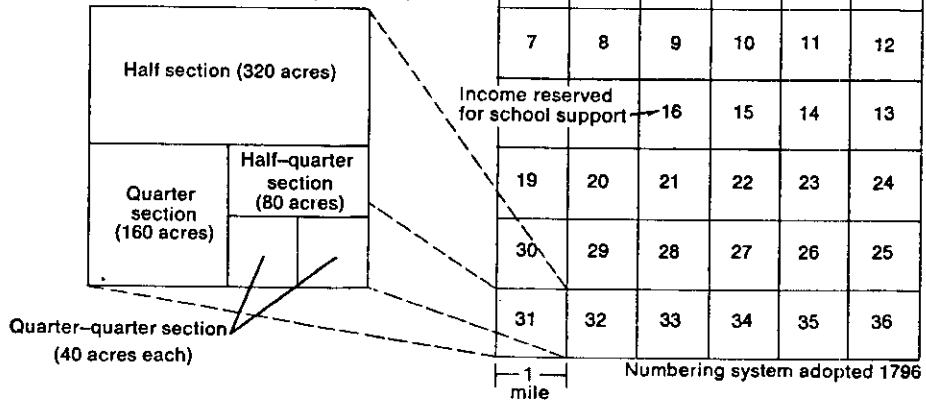 Half section (320 acres)
Quarter
section
(160 acres)
Half–quarter
section
(80 acres)
Quarter–quarter section
(40 acres each)
7 8 9 10 11 12
Income reserved
for school support
16 15 14 13
19 20 21 22 23 24
30 29 28 27 26 25
31 32 33 34 35 36
1
mile
Numbering system adopted 1796